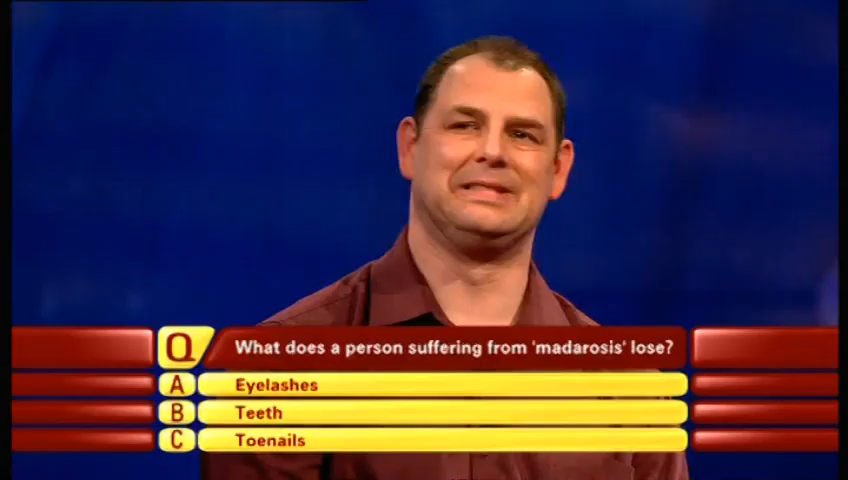 Q What does a person suffering from 'madarosis' lose?
A Eyelashes
B Teeth
C Toenails